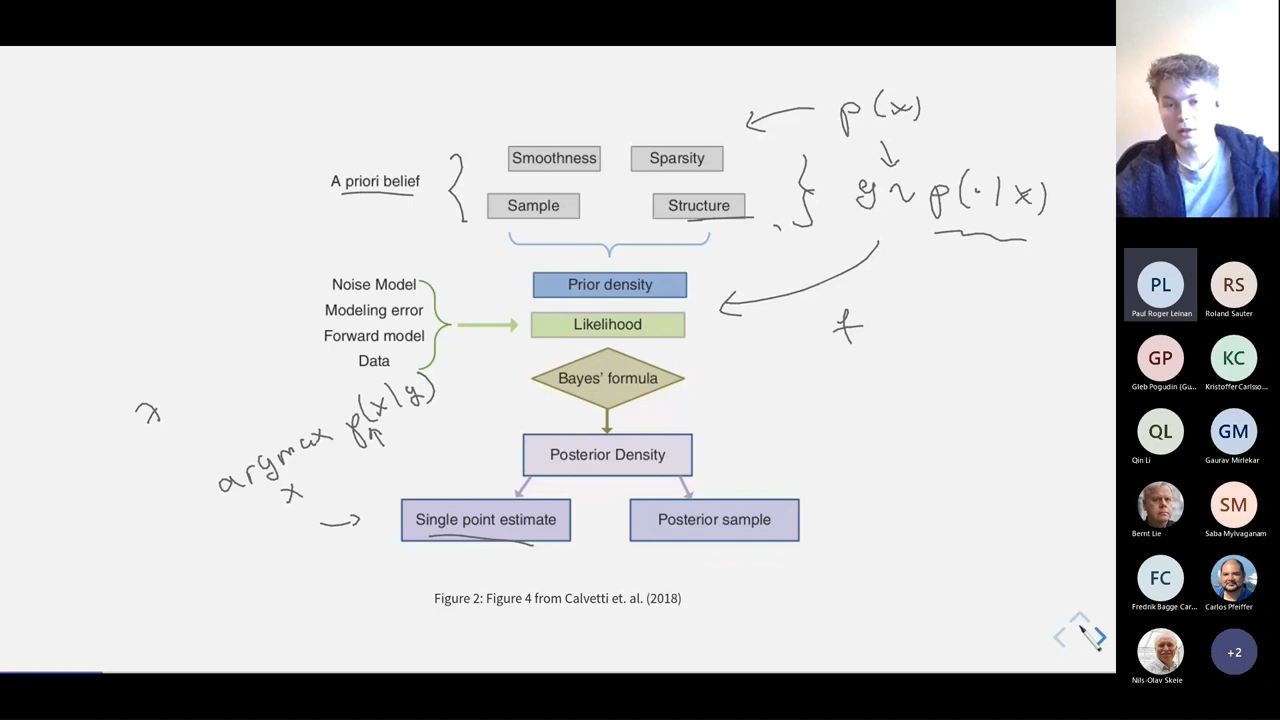 p(x)
Smoothness
Sparsity
A priori belief
Sample
Structure
y ~ p(· | x)
Noise Model
Prior density
Modeling error
Likelihood
Forward model
Data
Bayes' formula
argmax p(x|y)
x
Posterior Density
Single point estimate
Posterior sample
Figure 2: Figure 4 from Calvetti et. al. (2018)
PL
RS
Paul Roger Leinan
Roland Sauter
GP
KC
Gleb Pogudin (Gu...
Kristoffer Carlsso...
QL
GM
Qin Li
Gaurav Mirlekar
SM
Bernt Lie
Saba Mylvaganam
FC
Fredrik Bagge Car...
Carlos Pfeiffer
+2
Nils-Olav Skeie